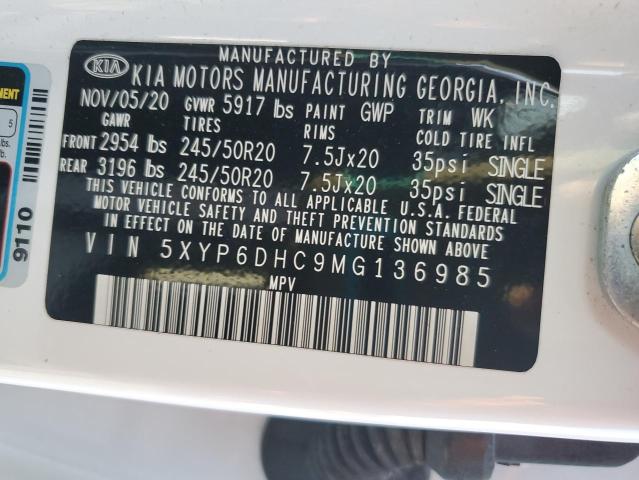 MANUFACTURED BY
KIA KIA MOTORS MANUFACTURING GEORGIA, INC.
NOV/05/20 GVWR 5917 lbs PAINT GWP TRIM WK
GAWR TIRES RIMS COLD TIRE INFL
FRONT 2954 lbs 245/50R20 7.5Jx20 35psi SINGLE
REAR 3196 lbs 245/50R20 7.5Jx20 35psi SINGLE
THIS VEHICLE CONFORMS TO ALL APPLICABLE U.S.A. FEDERAL
MOTOR VEHICLE SAFETY AND THEFT PREVENTION STANDARDS
IN EFFECT ON THE DATE OF MANUFACTURE SHOWN ABOVE.
VIN 5XYP6DHC9MG136985
MPV
5
9110